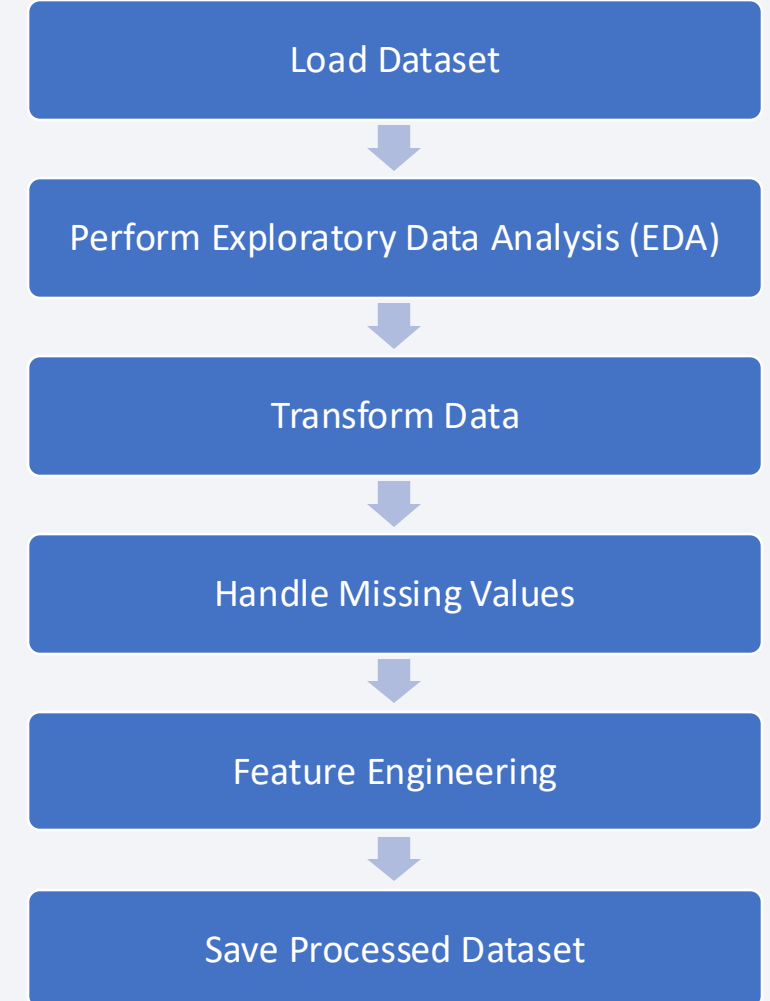 Load Dataset
Perform Exploratory Data Analysis (EDA)
Transform Data
Handle Missing Values
Feature Engineering
Save Processed Dataset